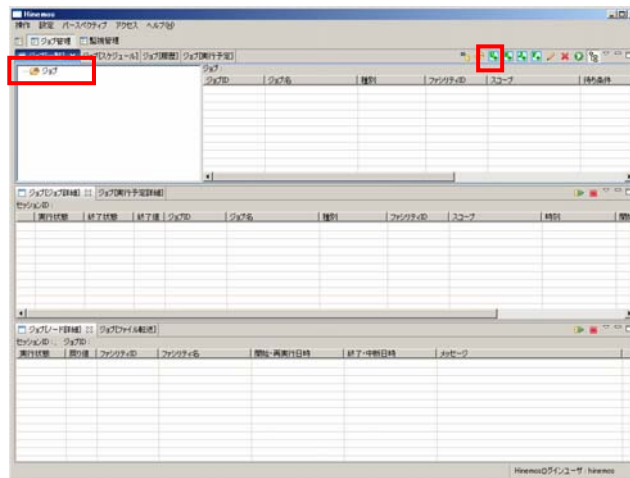 Hinemos
操作 設定 パースペクティブ アクセス ヘルプ(H)
ジョブ管理 監視管理
ジョブ[スケジュール] ジョブ[履歴] ジョブ[実行予定]
ジョブ
ジョブ:
ジョブID ジョブ名 種別 ファシリティID スコープ 待ち条件
ジョブ[ジョブ詳細] ジョブ[実行予定詳細]
セッションID:
実行状態 終了状態 終了値 ジョブID ジョブ名 種別 ファシリティID スコープ 時刻
ジョブ[ノード詳細] ジョブ[ファイル転送]
セッションID:、 ジョブID:
実行状態 戻り値 ファシリティID ファシリティ名 開始・再実行日時 終了・中断日時 メッセージ
Hinemosログインユーザ: hinemos